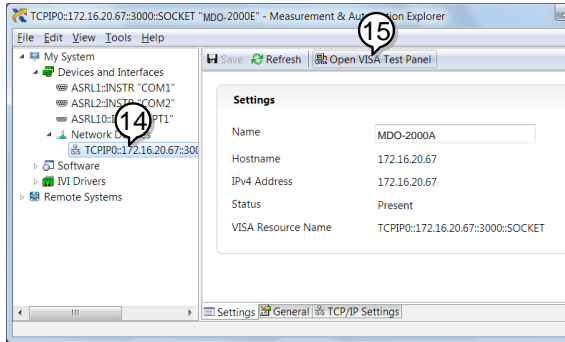 TCPIP0::172.16.20.67::3000::SOCKET "MDO-2000E" - Measurement & Automation Explorer
15
File Edit View Tools Help
Save Refresh Open VISA Test Panel
My System
Devices and Interfaces
ASRL1::INSTR "COM1"
ASRL2::INSTR "COM2"
14
Network
TCPIP0::172.16.20.67::300
Software
IVI Drivers
Remote Systems
Settings
Name MDO-2000A
Hostname 172.16.20.67
IPv4 Address 172.16.20.67
Status Present
VISA Resource Name TCPIP0::172.16.20.67::3000::SOCKET
Settings General TCP/IP Settings